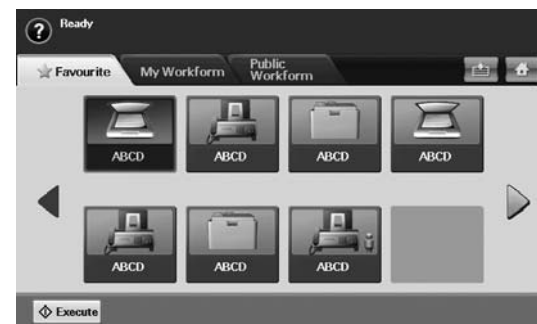 ?
Ready
Favourite
My Workform
Public
Workform
ABCD
ABCD
ABCD
ABCD
ABCD
ABCD
ABCD
Execute